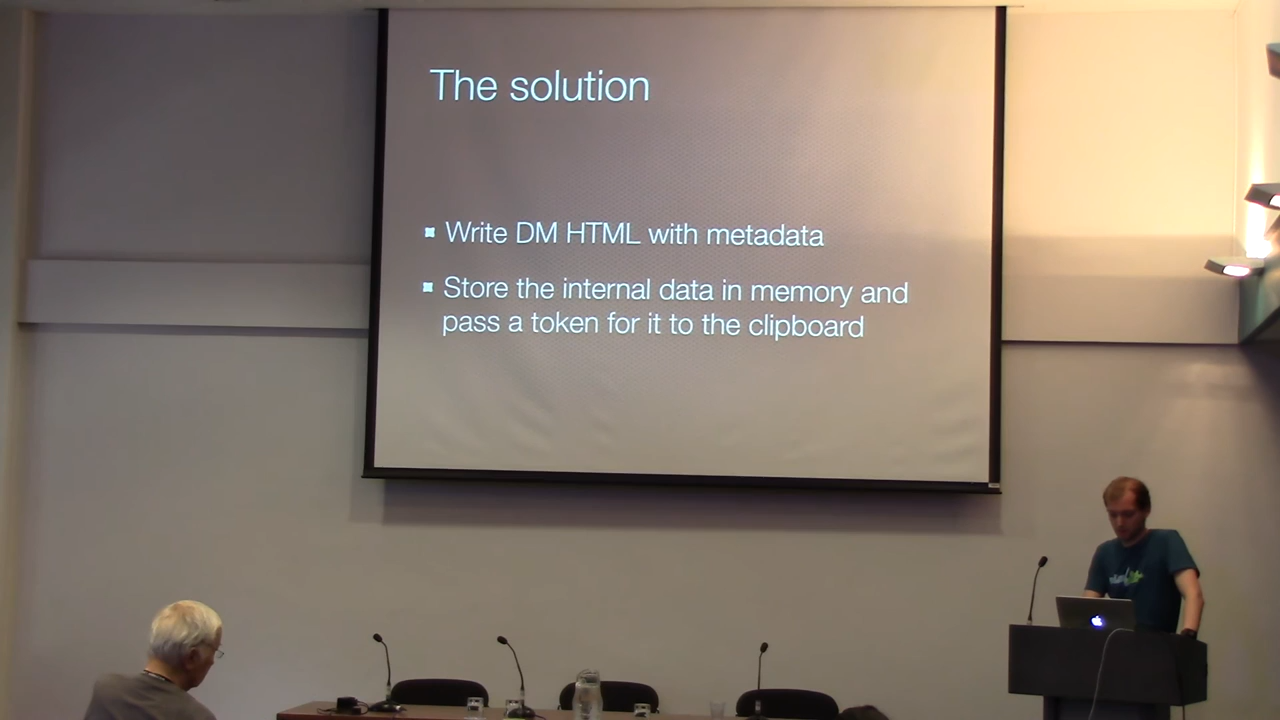 The solution
Write DM HTML with metadata
Store the internal data in memory and
pass a token for it to the clipboard